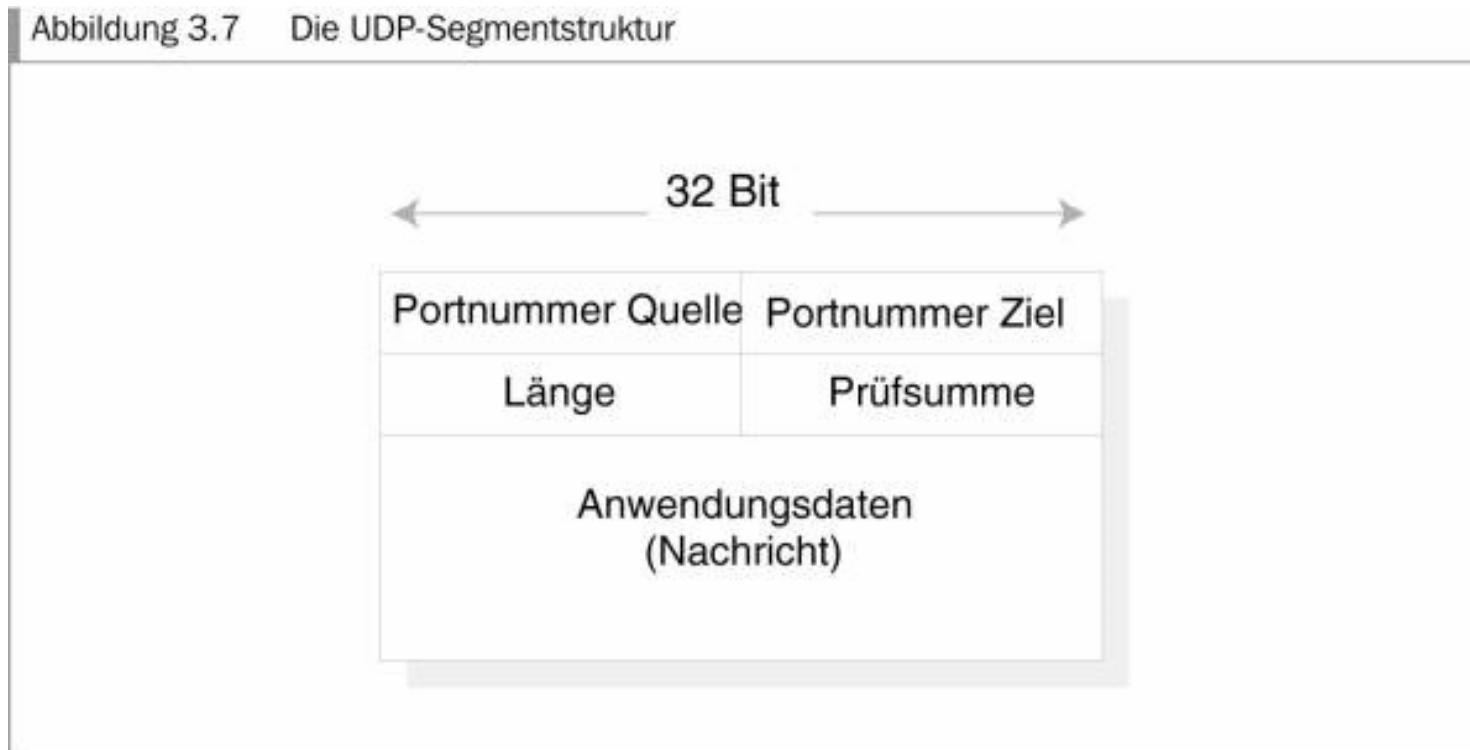 Abbildung 3.7 Die UDP-Segmentstruktur
32 Bit
Portnummer Quelle Portnummer Ziel
Länge Prüfsumme
Anwendungsdaten
(Nachricht)